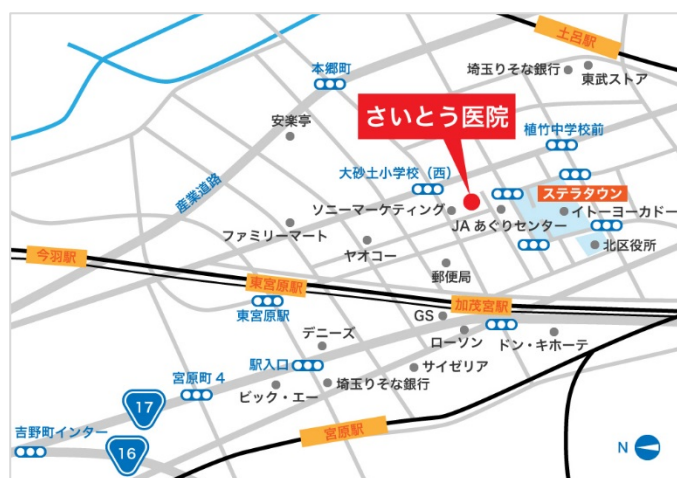 土呂駅
埼玉りそな銀行
東武ストア
本郷町
さいとう医院
植竹中学校前
安楽亭
大砂土小学校（西）
ステラタウン
産業道路
ソニーマーケティング
イトーヨーカドー
JA あぐりセンター
ファミリーマート
ヤオコー
北区役所
今羽駅
郵便局
東宮原駅
加茂宮駅
東宮原駅
GS
デニーズ
ローソン
ドン・キホーテ
駅入口
サイゼリア
宮原町 4
ビック・エー
埼玉りそな銀行
17
宮原駅
吉野町インター
16
N